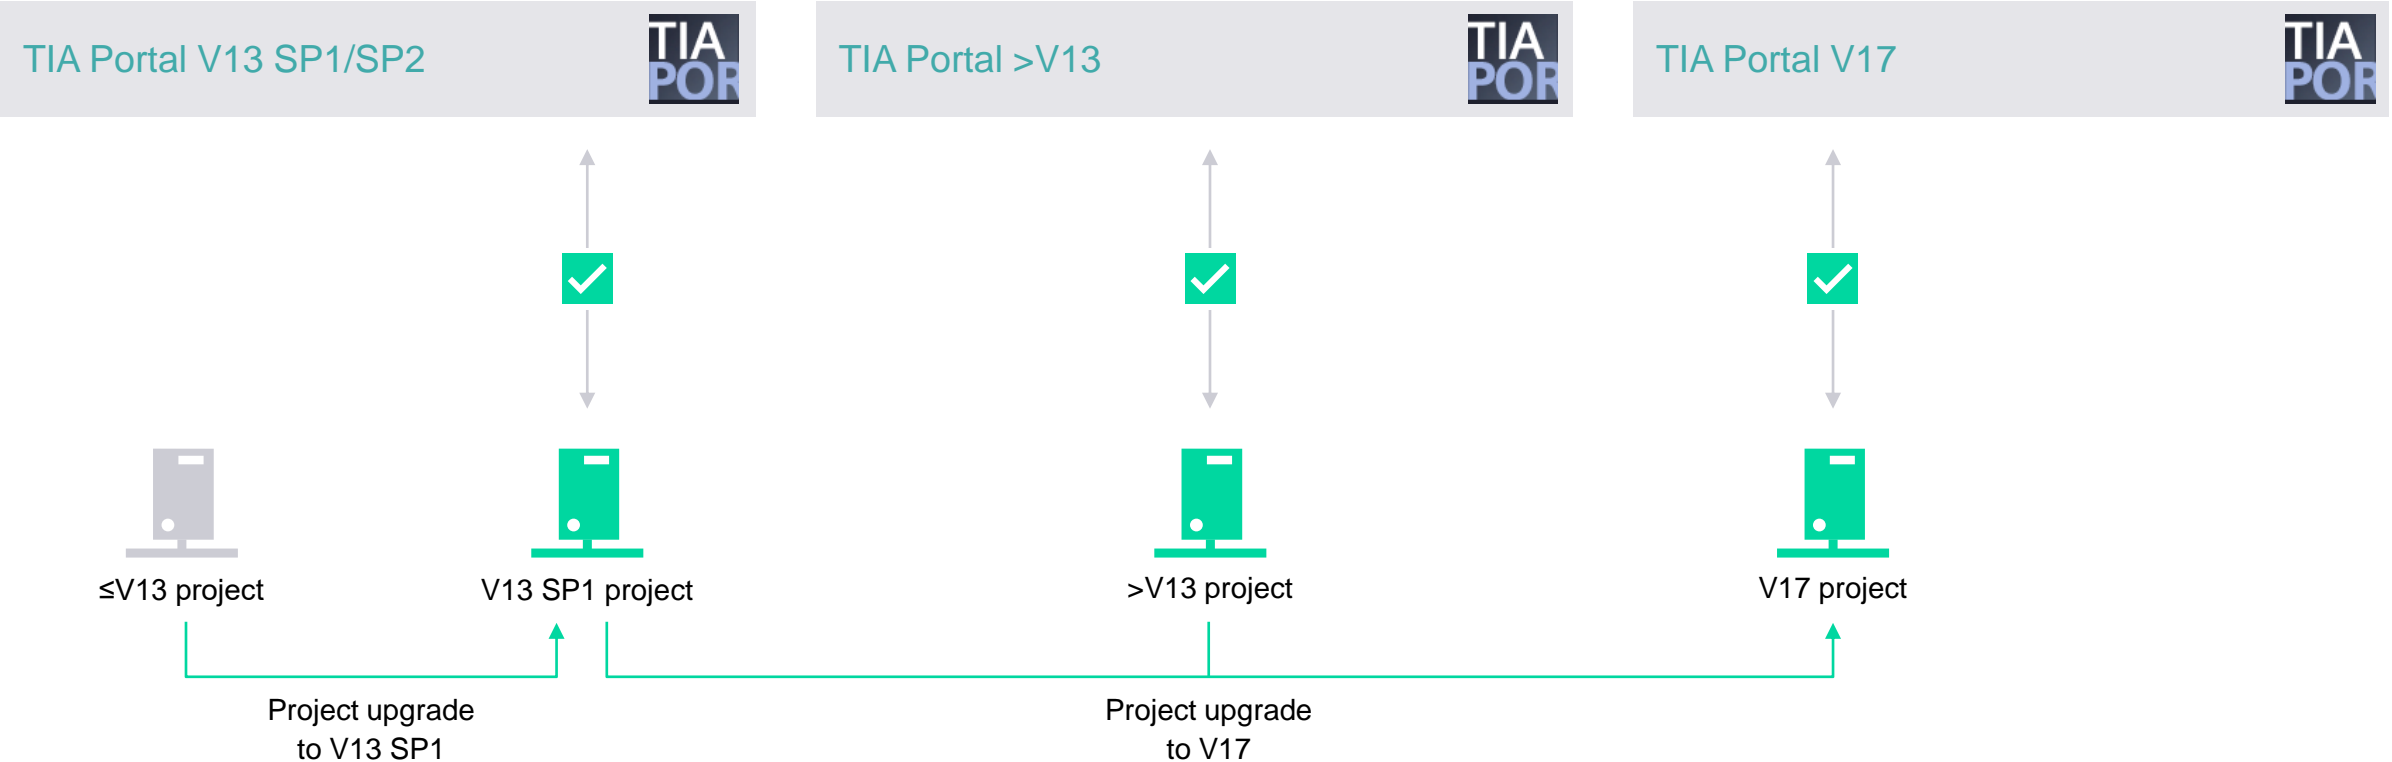 TIA Portal V13 SP1/SP2
TIA
POR
TIA Portal >V13
TIA
POR
TIA Portal V17
TIA
POR
≤V13 project
V13 SP1 project
>V13 project
V17 project
Project upgrade
to V13 SP1
Project upgrade
to V17